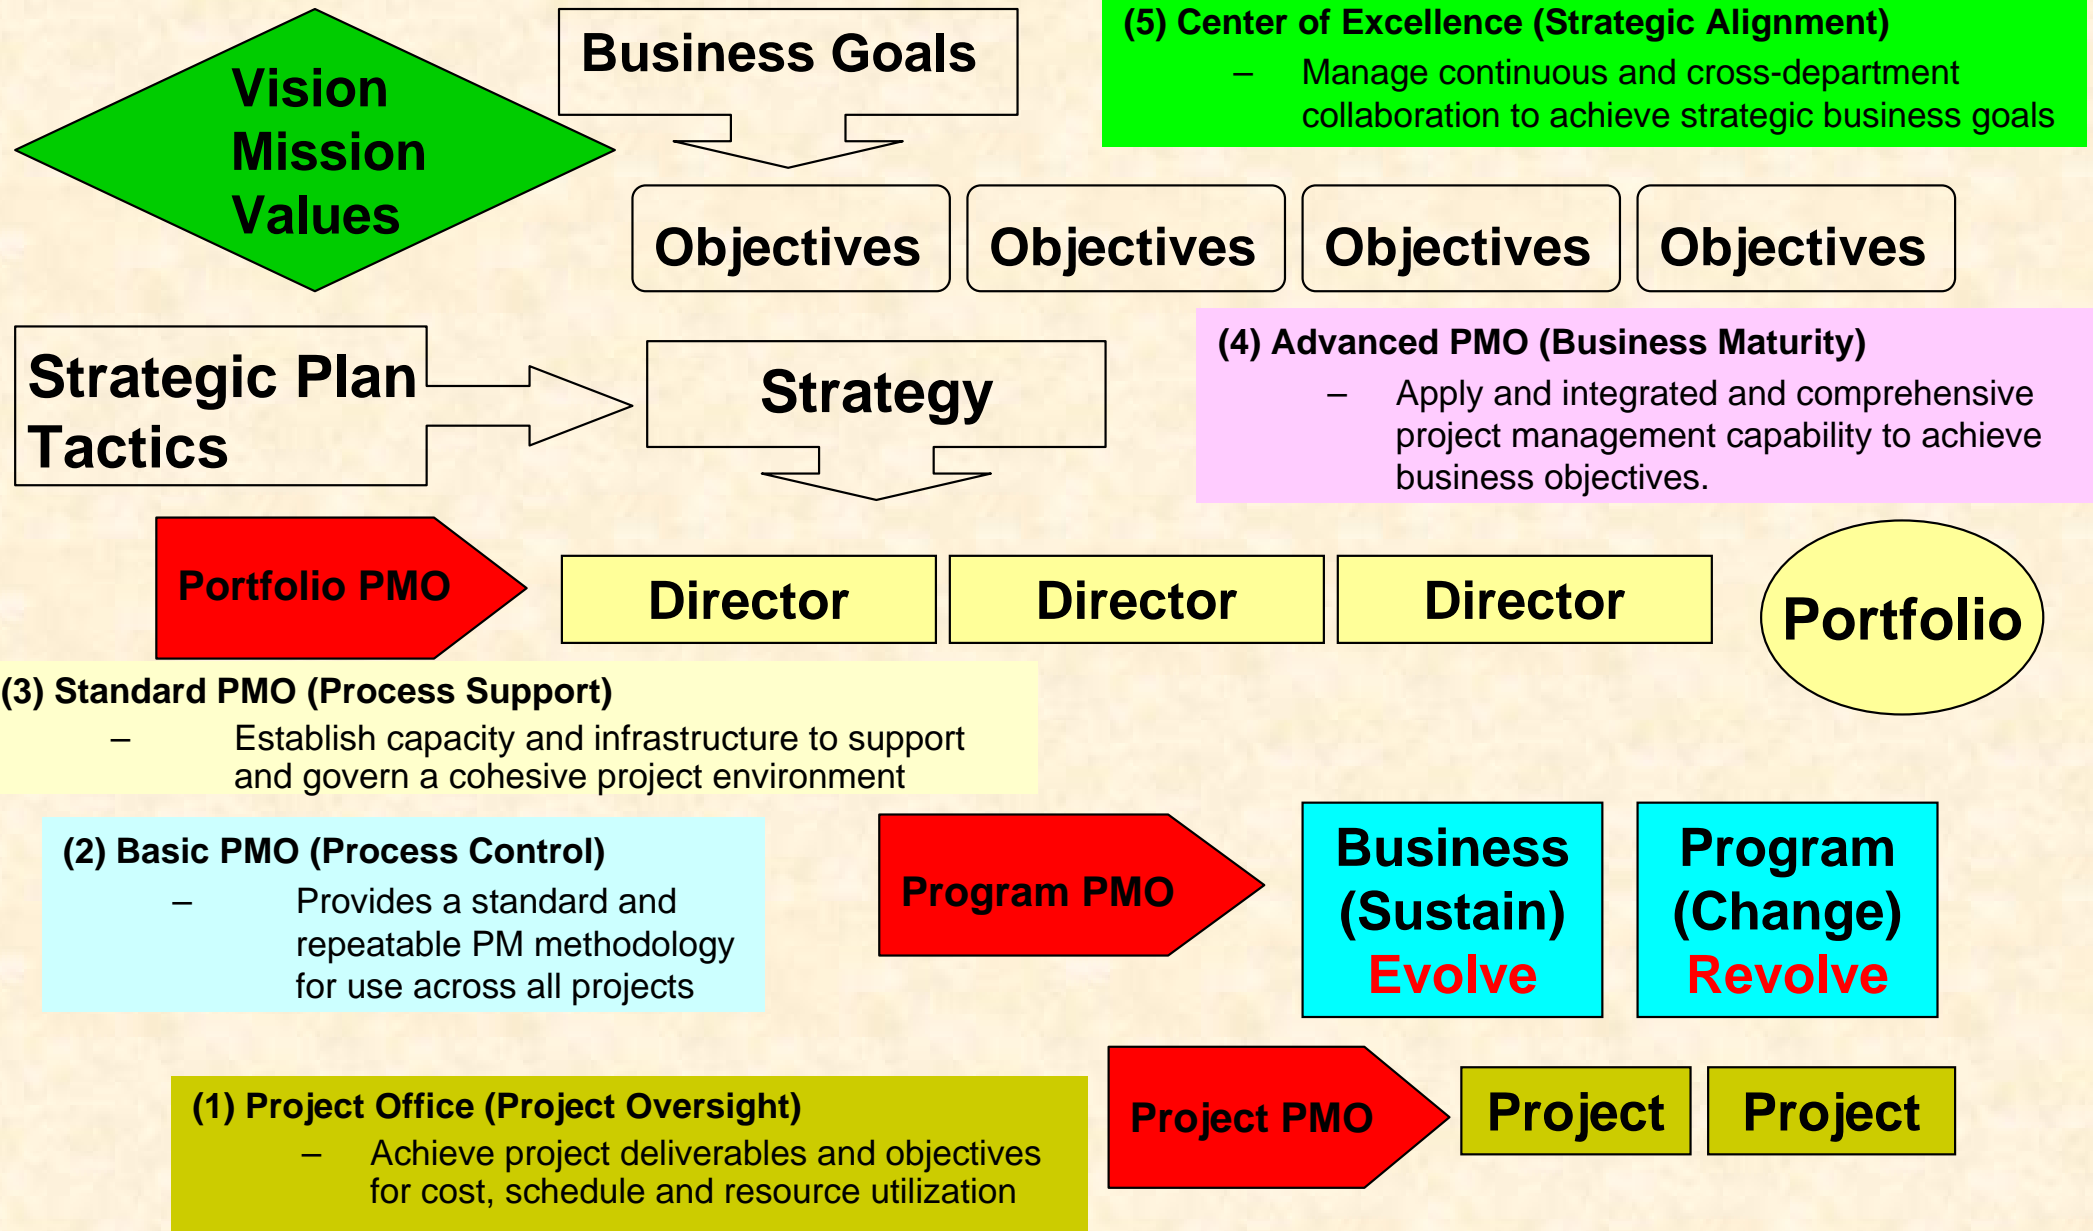 Vision
Mission
Values
Business Goals
(5) Center of Excellence (Strategic Alignment)
– Manage continuous and cross-department
collaboration to achieve strategic business goals
Objectives
Objectives
Objectives
Objectives
Strategic Plan
Tactics
Strategy
(4) Advanced PMO (Business Maturity)
– Apply and integrated and comprehensive
project management capability to achieve
business objectives.
Portfolio PMO
Director
Director
Director
Portfolio
(3) Standard PMO (Process Support)
– Establish capacity and infrastructure to support
and govern a cohesive project environment
(2) Basic PMO (Process Control)
– Provides a standard and
repeatable PM methodology
for use across all projects
Program PMO
Business
(Sustain)
Evolve
Program
(Change)
Revolve
(1) Project Office (Project Oversight)
– Achieve project deliverables and objectives
for cost, schedule and resource utilization
Project PMO
Project
Project